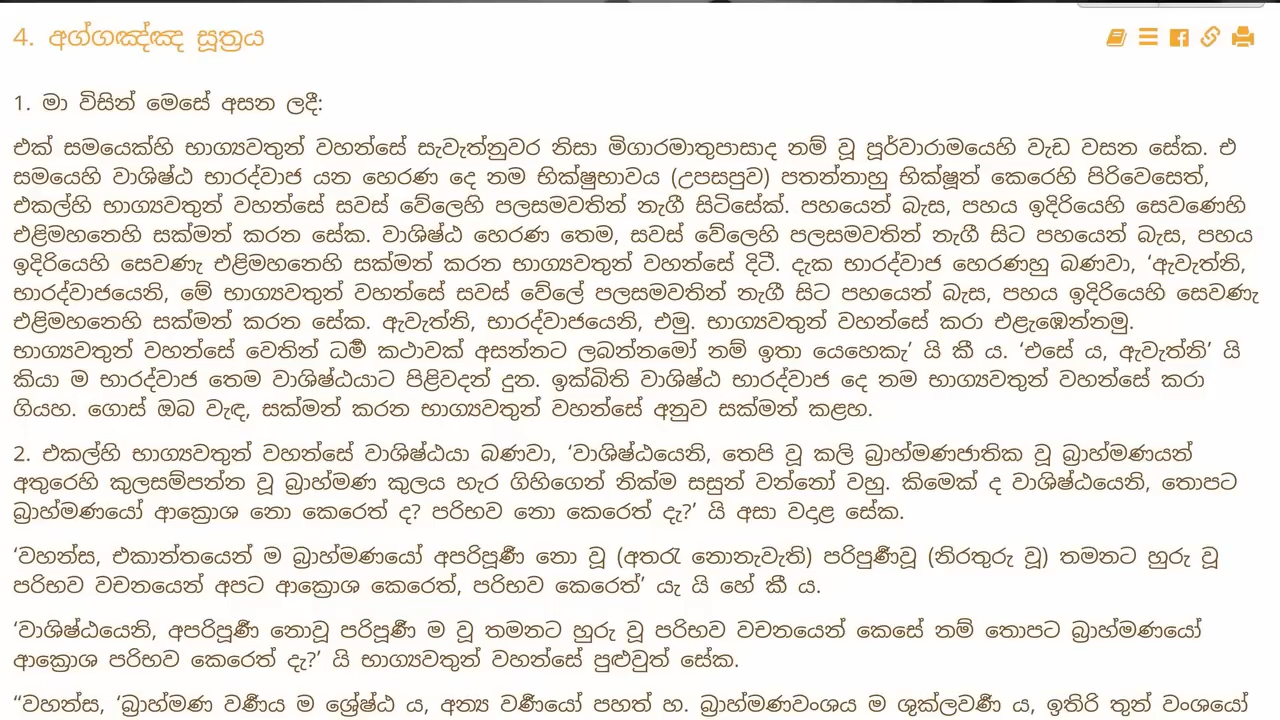 4. අග්ගඤ්ඤ සූත්‍රය
1. මා විසින් මෙසේ අසන ලදී:
එක් සමයෙක්හි භාග්‍යවතුන් වහන්සේ සැවැත්නුවර නිසා මිගාරමාතුපාසාද නම් වූ පූර්වාරාමයෙහි වැඩ වසන සේක. එ
සමයෙහි වාශිෂ්ඨ භාරද්වාජ යන හෙරණ දෙ නම භික්ෂුභාවය (උපසපුව) පතන්නාහු භික්ෂූන් කෙරෙහි පිරිවෙසෙත්,
එකල්හි භාග්‍යවතුන් වහන්සේ සවස් වේලෙහි පලසමවතින් නැගී සිටිසේක්. පහයෙන් බැස, පහය ඉදිරියෙහි සෙවණෙහි
එළිමහනෙහි සක්මන් කරන සේක. වාශිෂ්ඨ හෙරණ තෙම, සවස් වේලෙහි පලසමවතින් නැගී සිට පහයෙන් බැස, පහය
ඉදිරියෙහි සෙවණැ එළිමහනෙහි සක්මන් කරන භාග්‍යවතුන් වහන්සේ දිටී. දැක භාරද්වාජ හෙරණහු බණවා, ‘ඇවැත්නි,
භාරද්වාජයෙනි, මේ භාග්‍යවතුන් වහන්සේ සවස් වේලේ පලසමවතින් නැගී සිට පහයෙන් බැස, පහය ඉදිරියෙහි සෙවණැ
එළිමහනෙහි සක්මන් කරන සේක. ඇවැත්නි, භාරද්වාජයෙනි, එමු. භාග්‍යවතුන් වහන්සේ කරා එළැඹෙන්නමු.
භාග්‍යවතුන් වහන්සේ වෙතින් ධර්‍ම කථාවක් අසන්නට ලබන්නමෝ නම් ඉතා යෙහෙකැ’ යි කී ය. ‘එසේ ය, ඇවැත්නි’ යි
කියා ම භාරද්වාජ තෙම වාශිෂ්ඨයාට පිළිවදන් දුන. ඉක්බිති වාශිෂ්ඨ භාරද්වාජ දෙ නම භාග්‍යවතුන් වහන්සේ කරා
ගියහ. ගොස් ඔබ වැඳ, සක්මන් කරන භාග්‍යවතුන් වහන්සේ අනුව සක්මන් කළහ.
2. එකල්හි භාග්‍යවතුන් වහන්සේ වාශිෂ්ඨයා බණවා, ‘වාශිෂ්ඨයෙනි, තෙපි වූ කලි බ්‍රාහ්මණජාතික වූ බ්‍රාහ්මණයන්
අතුරෙහි කුලසම්පන්න වූ බ්‍රාහ්මණ කුලය හැර ගිහිගෙන් නික්ම සසුන් වන්නෝ වහු. කිමෙක් ද වාශිෂ්ඨයෙනි, තොපට
බ්‍රාහ්මණයෝ ආක්‍රොශ නො කෙරෙත් ද? පරිභව නො කෙරෙත් දැ?’ යි අසා වදාළ සේක.
‘වහන්ස, එකාන්තයෙන් ම බ්‍රාහ්මණයෝ අපරිපූර්‍ණ නො වූ (අතරැ නොනැවැති) පරිපුර්‍ණවූ (නිරතුරු වූ) තමනට හුරු වූ
පරිභව වචනයෙන් අපට ආක්‍රොශ කෙරෙත්, පරිභව කෙරෙත්’ යැ යි හේ කී ය.
‘වාශිෂ්ඨයෙනි, අපරිපූර්‍ණ නොවූ පරිපූර්‍ණ ම වූ තමනට හුරු වූ පරිභව වචනයෙන් කෙසේ නම් තොපට බ්‍රාහ්මණයෝ
ආක්‍රොශ පරිභව කෙරෙත් දැ?’ යි භාග්‍යවතුන් වහන්සේ පුළුවුත් සේක.
“වහන්ස, ‘බ්‍රාහ්මණ වර්‍ණය ම ශ්‍රේෂ්ඨ ය, අන්‍ය වර්‍ණයෝ පහත් හ. බ්‍රාහ්මණවංශය ම ශුක්ලවර්‍ණ ය, ඉතිරි තුන් වංශයෝ